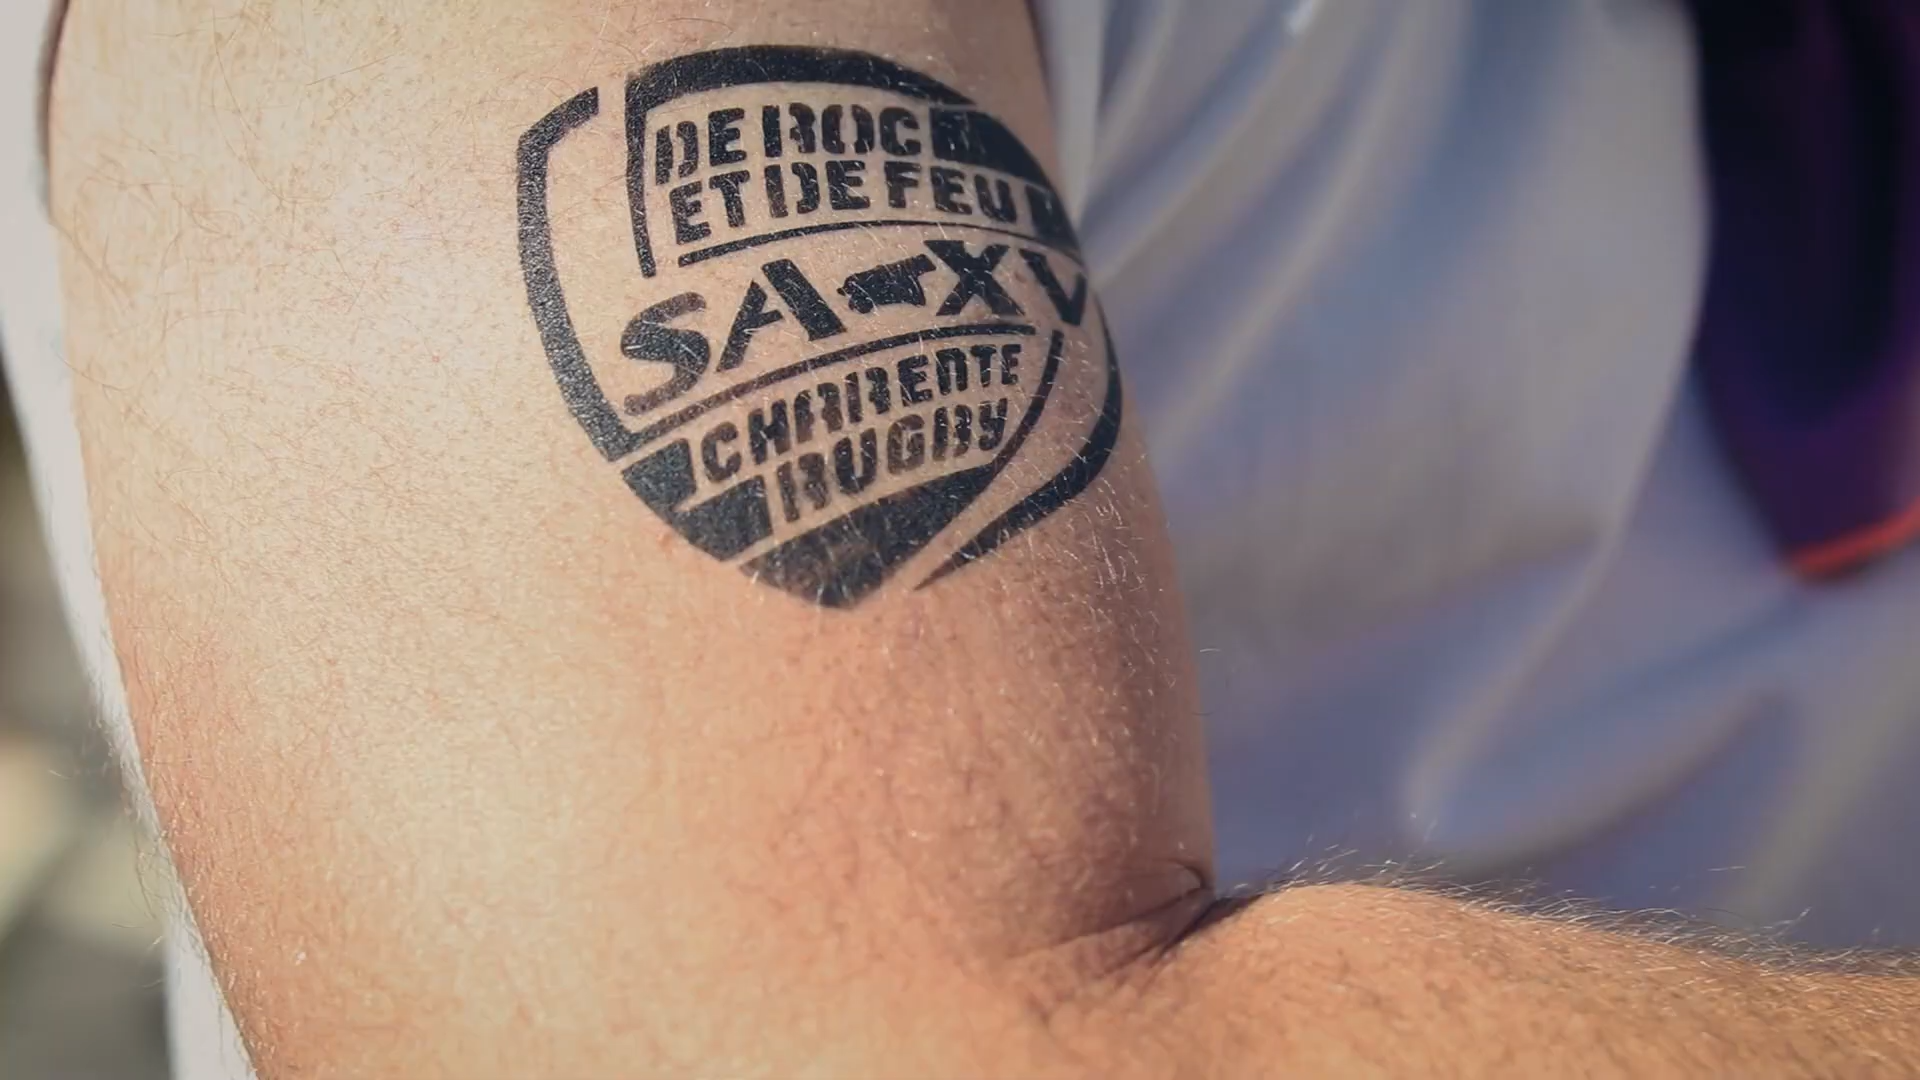 DE ROC
ET DE FEU
SA XV
CHARENTE
RUGBY